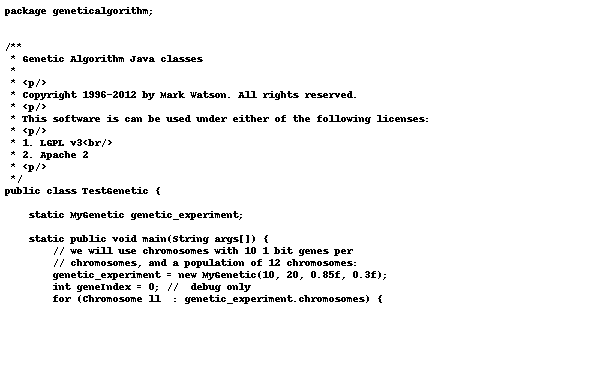 package geneticalgorithm;
/**
 * Genetic Algorithm Java classes
 *
 * <p/>
 * Copyright 1996-2012 by Mark Watson. All rights reserved.
 * <p/>
 * This software is can be used under either of the following licenses:
 * <p/>
 * 1. LGPL v3<br/>
 * 2. Apache 2
 * <p/>
 */
public class TestGenetic {
    static MyGenetic genetic_experiment;
    static public void main(String args[]) {
        // we will use chromosomes with 10 1 bit genes per
        // chromosomes, and a population of 12 chromosomes:
        genetic_experiment = new MyGenetic(10, 20, 0.85f, 0.3f);
        int geneIndex = 0; //  debug only
        for (Chromosome ll  : genetic_experiment.chromosomes) {